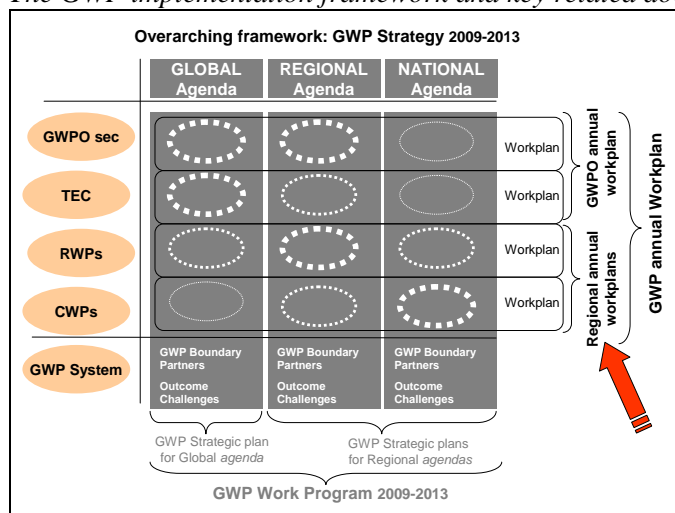 The GWP implementation framework and key related do
Overarching framework: GWP Strategy 2009-2013
GLOBAL
Agenda
REGIONAL
Agenda
NATIONAL
Agenda
GWPO sec
Workplan
TEC
Workplan
RWPs
Workplan
CWPs
Workplan
GWPO annual
workplan
Regional annual
workplans
GWP annual Workplan
GWP System
GWP Boundary
Partners
Outcome
Challenges
GWP Boundary
Partners
Outcome
Challenges
GWP Boundary
Partners
Outcome
Challenges
GWP Strategic plan
for Global agenda
GWP Strategic plans
for Regional agendas
GWP Work Program 2009-2013